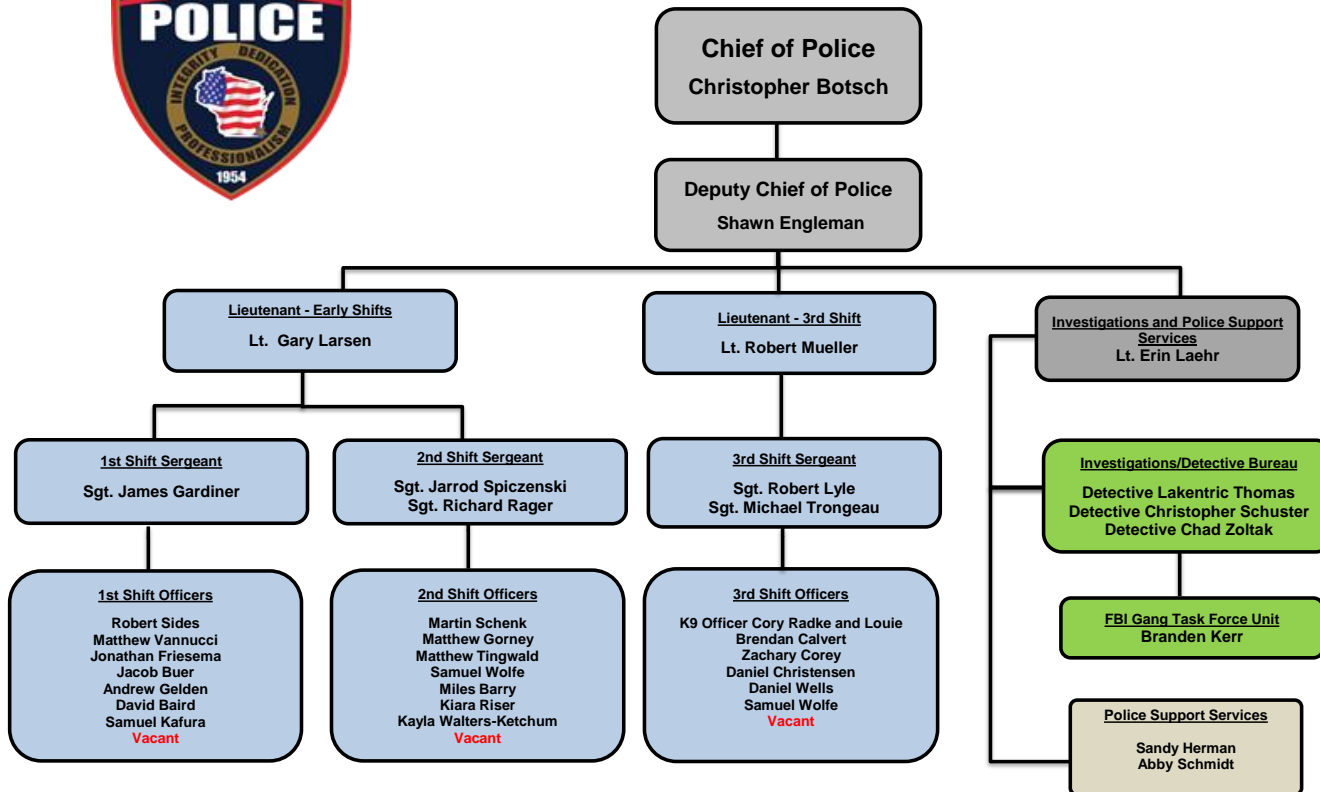 POLICE
INTEGRITY DEDICATION
PROFESSIONALISM
1954
Chief of Police
Christopher Botsch
Deputy Chief of Police
Shawn Engleman
Lieutenant - Early Shifts
Lt. Gary Larsen
Lieutenant - 3rd Shift
Lt. Robert Mueller
Investigations and Police Support
Services
Lt. Erin Laehr
1st Shift Sergeant
Sgt. James Gardiner
2nd Shift Sergeant
Sgt. Jarrod Spiczenski
Sgt. Richard Rager
3rd Shift Sergeant
Sgt. Robert Lyle
Sgt. Michael Trongeau
Investigations/Detective Bureau
Detective Lakentric Thomas
Detective Christopher Schuster
Detective Chad Zoltak
1st Shift Officers
Robert Sides
Matthew Vannucci
Jonathan Friesema
Jacob Buer
Andrew Gelden
David Baird
Samuel Kafura
Vacant
2nd Shift Officers
Martin Schenk
Matthew Gorney
Matthew Tingwald
Samuel Wolfe
Miles Barry
Kiara Riser
Kayla Walters-Ketchum
Vacant
3rd Shift Officers
K9 Officer Cory Radke and Louie
Brendan Calvert
Zachary Corey
Daniel Christensen
Daniel Wells
Samuel Wolfe
Vacant
FBI Gang Task Force Unit
Branden Kerr
Police Support Services
Sandy Herman
Abby Schmidt